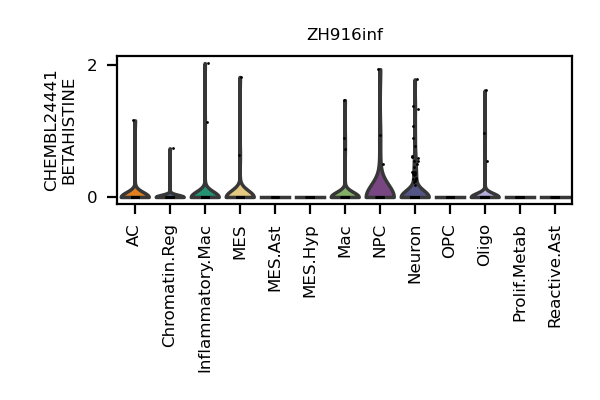 ZH916inf
CHEMBL24441
BETAHISTINE
2
0
AC
Chromatin.Reg
Inflammatory.Mac
MES
MES.Ast
MES.Hyp
Mac
NPC
Neuron
OPC
Oligo
Prolif.Metab
Reactive.Ast